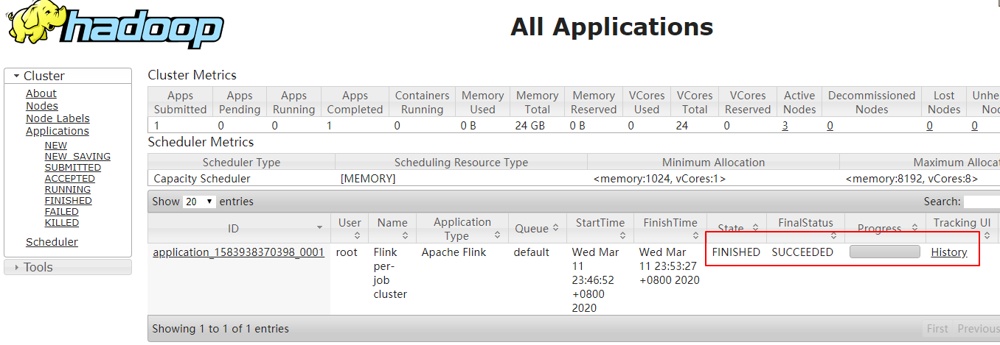 hadoop
All Applications
Cluster
About
Nodes
Node Labels
Applications
NEW
NEW_SAVING
SUBMITTED
ACCEPTED
RUNNING
FINISHED
FAILED
KILLED
Scheduler
Tools
Cluster Metrics
Apps Submitted Apps Pending Apps Running Apps Completed Containers Running Memory Used Memory Total Memory Reserved VCores Used VCores Total VCores Reserved Active Nodes Decommissioned Nodes Lost Nodes
1 0 0 1 0 0 B 24 GB 0 B 0 24 0 3 0 0 0
Scheduler Metrics
Scheduler Type Scheduling Resource Type Minimum Allocation Maximum
Capacity Scheduler [MEMORY] <memory:1024, vCores:1> <memory:8192, vCores:8>
Show 20 entries Search:
ID User Name Application Type Queue StartTime FinishTime State FinalStatus Progress Tracking UI
application_1583938370398_0001 root Flink per-job cluster Apache Flink default Wed Mar 11 23:46:52 +0800 2020 Wed Mar 11 23:53:27 +0800 2020 FINISHED SUCCEEDED History
Showing 1 to 1 of 1 entries First Previous